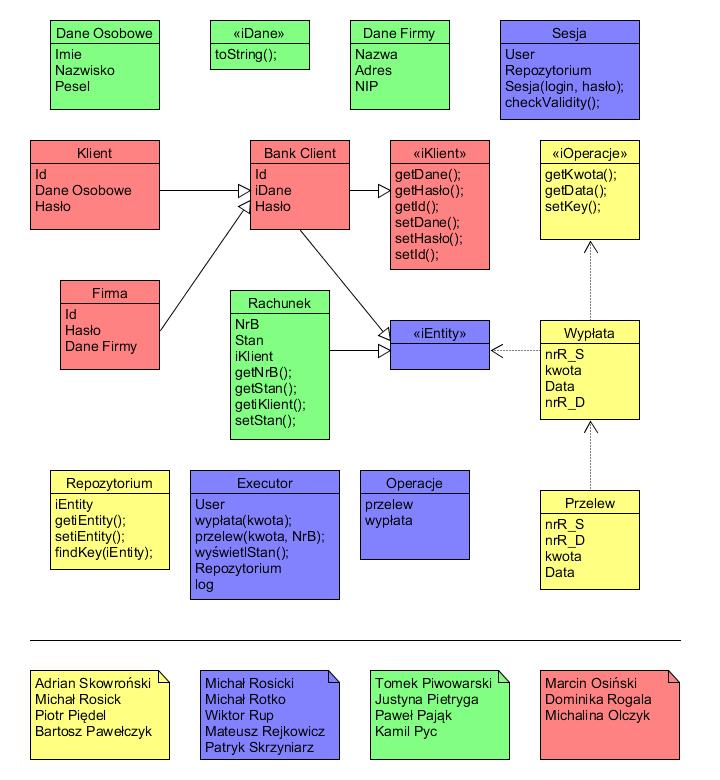 Dane Osobowe
Imie
Nazwisko
Pesel
«iDane»
toString();
Dane Firmy
Nazwa
Adres
NIP
Sesja
User
Repozytorium
Sesja(login, hasło);
checkValidity();
Klient
Id
Dane Osobowe
Hasło
Bank Client
Id
iDane
Hasło
«iKlient»
getDane();
getHasło();
getId();
setDane();
setHasło();
setId();
«iOperacje»
getKwota();
getData();
setKey();
Firma
Id
Hasło
Dane Firmy
Rachunek
NrB
Stan
iKlient
getNrB();
getStan();
getiKlient();
setStan();
«iEntity»
Wypłata
nrR_S
kwota
Data
nrR_D
Repozytorium
iEntity
getiEntity();
setiEntity();
findKey(iEntity);
Executor
User
wypłata(kwota);
przelew(kwota, NrB);
wyświetlStan();
Repozytorium
log
Operacje
przelew
wypłata
Przelew
nrR_S
nrR_D
kwota
Data
Adrian Skowroński
Michał Rosick
Piotr Piędel
Bartosz Pawełczyk
Michał Rosicki
Michał Rotko
Wiktor Rup
Mateusz Rejkowicz
Patryk Skrzyniarz
Tomek Piwowarski
Justyna Pietryga
Paweł Pająk
Kamil Pyc
Marcin Osiński
Dominika Rogala
Michalina Olczyk